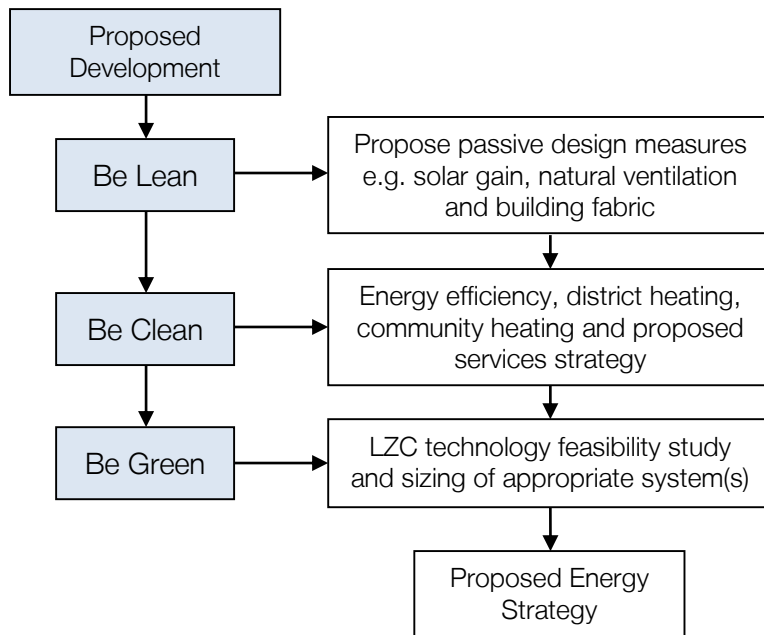 Proposed
Development
Be Lean
Propose passive design measures
e.g. solar gain, natural ventilation
and building fabric
Be Clean
Energy efficiency, district heating,
community heating and proposed
services strategy
Be Green
LZC technology feasibility study
and sizing of appropriate system(s)
Proposed Energy
Strategy